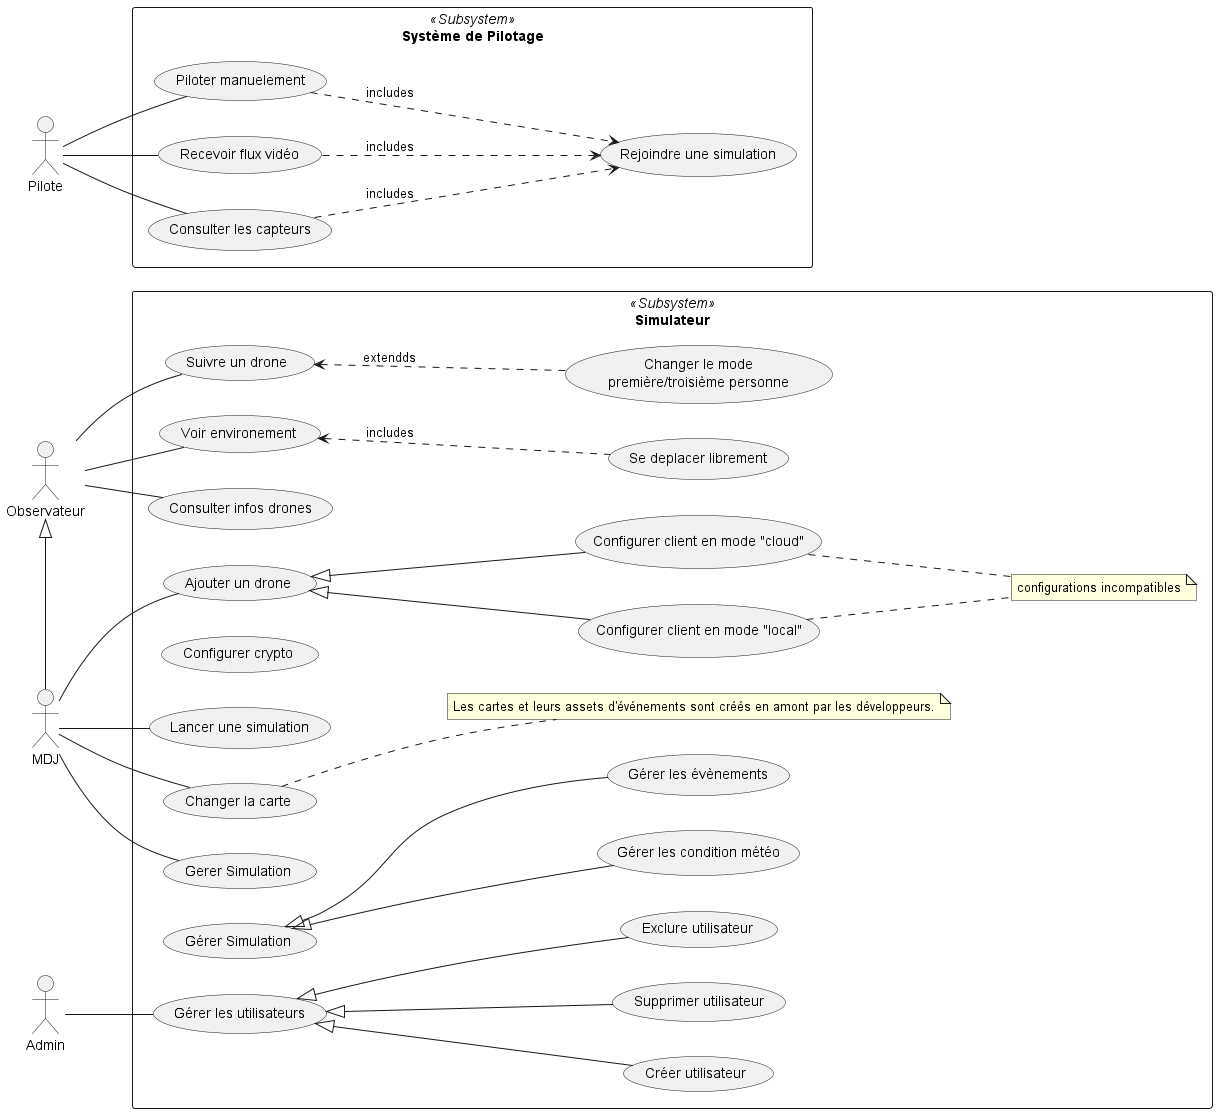 «Subsystem»
Système de Pilotage
Piloter manuelement
includes
Recevoir flux vidéo
includes
Rejoindre une simulation
Consulter les capteurs
includes
Pilote
«Subsystem»
Simulateur
Suivre un drone
extendds
Changer le mode
première/troisième personne
Voir environement
includes
Se deplacer librement
Consulter infos drones
Observateur
Configurer client en mode "cloud"
Ajouter un drone
configurations incompatibles
Configurer client en mode "local"
Configurer crypto
Les cartes et leurs assets d'événements sont créés en amont par les développeurs.
Lancer une simulation
MDJ
Gérer les évènements
Changer la carte
Gérer les condition météo
Gerer Simulation
Exclure utilisateur
Gérer Simulation
Supprimer utilisateur
Gérer les utilisateurs
Admin
Créer utilisateur